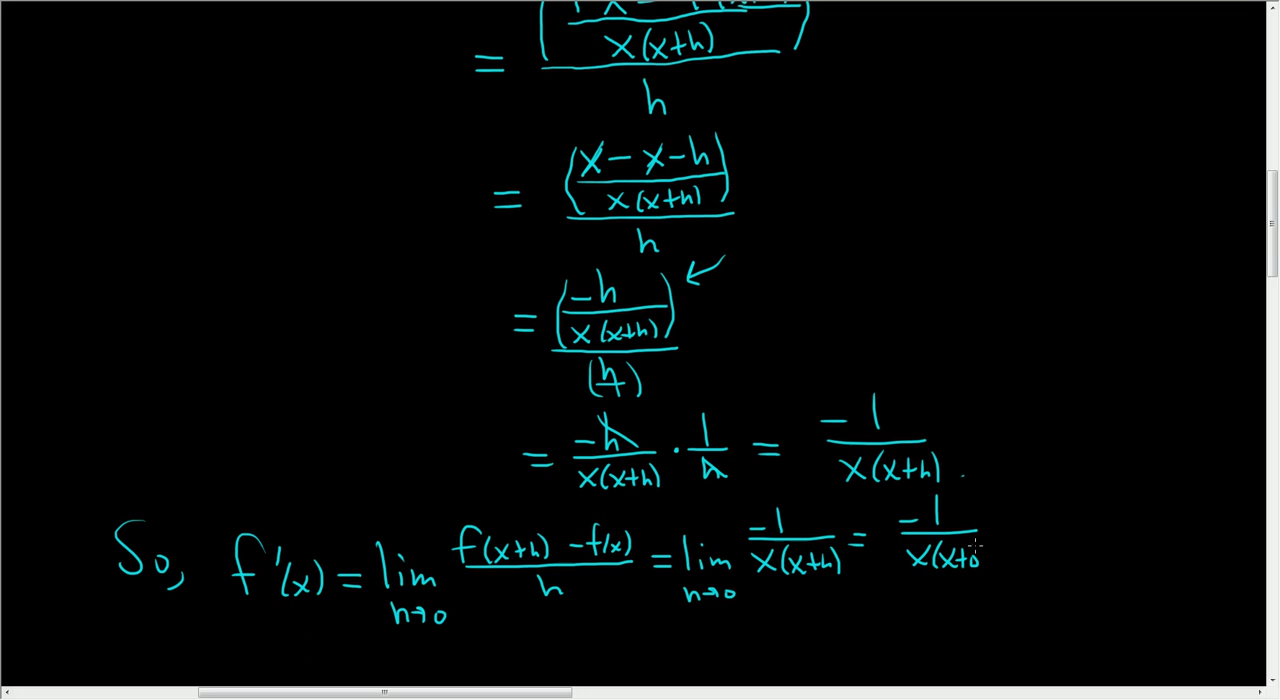 x(x+h)
=
h
= (x - x - h)
x(x+h)
h
= (-h)
x(x+h)
(h)
= -h/x(x+h) · 1/h = -1/x(x+h).
So, f'(x) = lim h→0 f(x+h) - f(x)/h = lim h→0 -1/x(x+h) = -1/x(x+0